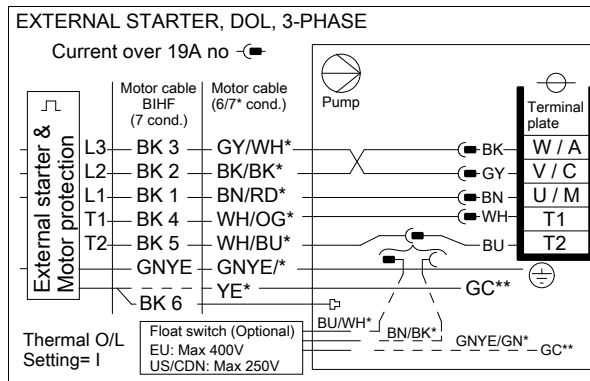 EXTERNAL STARTER, DOL, 3-PHASE
Current over 19A no
Motor cable BIHF (7 cond.)
Motor cable (6/7* cond.)
Pump
Terminal plate
External starter & Motor protection
L3 BK 3 GY/WH* BK W / A
L2 BK 2 BK/BK* GY V / C
L1 BK 1 BN/RD* BN U / M
T1 BK 4 WH/OG* WH T1
T2 BK 5 WH/BU* BU T2
GNYE GNYE/*
YE* GC**
BK 6
Thermal O/L
Setting= I
Float switch (Optional)
EU: Max 400V
US/CDN: Max 250V
BU/WH*
BN/BK*
GNYE/GN*
GC**